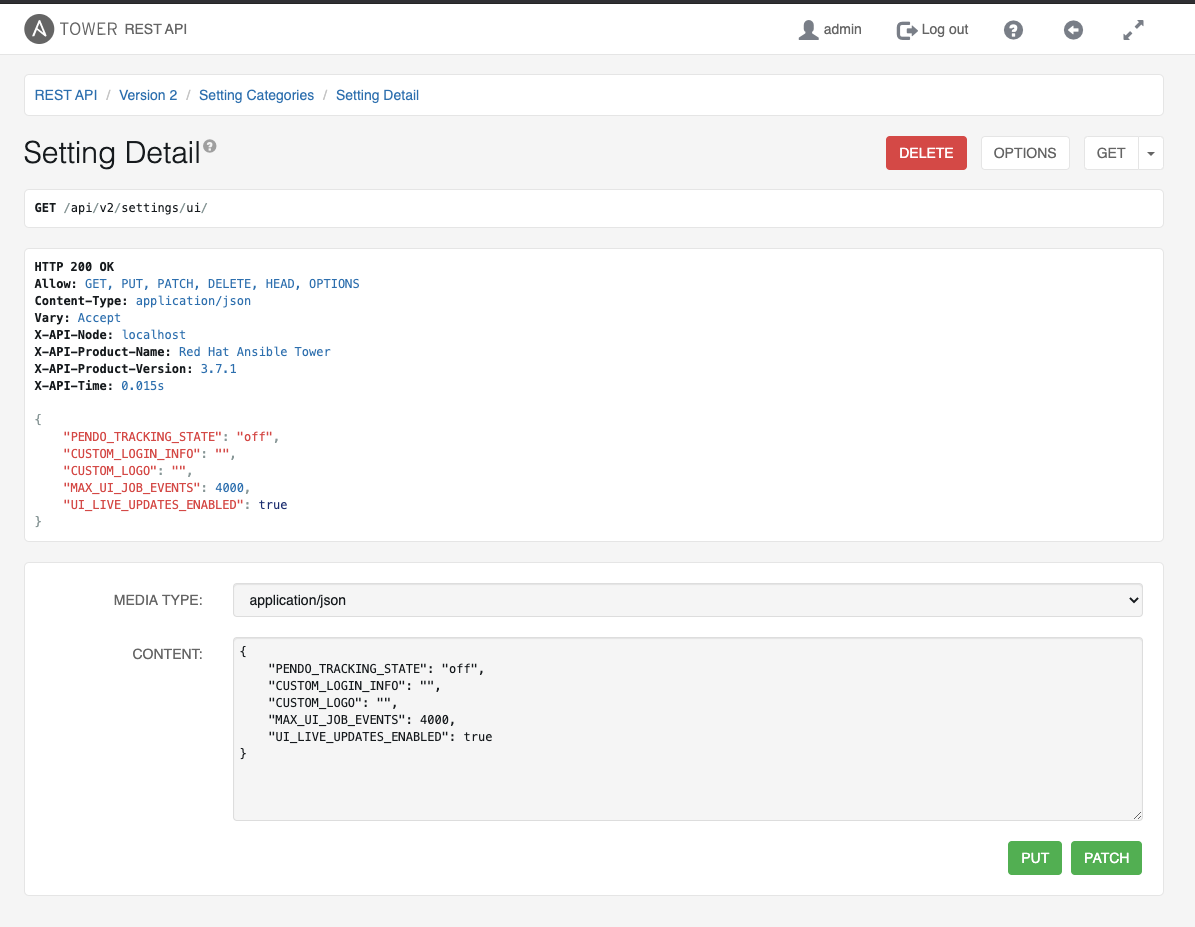 TOWER REST API admin Log out
REST API / Version 2 / Setting Categories / Setting Detail
Setting Detail DELETE OPTIONS GET
GET /api/v2/settings/ui/
HTTP 200 OK
Allow: GET, PUT, PATCH, DELETE, HEAD, OPTIONS
Content-Type: application/json
Vary: Accept
X-API-Node: localhost
X-API-Product-Name: Red Hat Ansible Tower
X-API-Product-Version: 3.7.1
X-API-Time: 0.015s
{
    "PENDO_TRACKING_STATE": "off",
    "CUSTOM_LOGIN_INFO": "",
    "CUSTOM_LOGO": "",
    "MAX_UI_JOB_EVENTS": 4000,
    "UI_LIVE_UPDATES_ENABLED": true
}
MEDIA TYPE: application/json
CONTENT: {
    "PENDO_TRACKING_STATE": "off",
    "CUSTOM_LOGIN_INFO": "",
    "CUSTOM_LOGO": "",
    "MAX_UI_JOB_EVENTS": 4000,
    "UI_LIVE_UPDATES_ENABLED": true
}
PUT PATCH